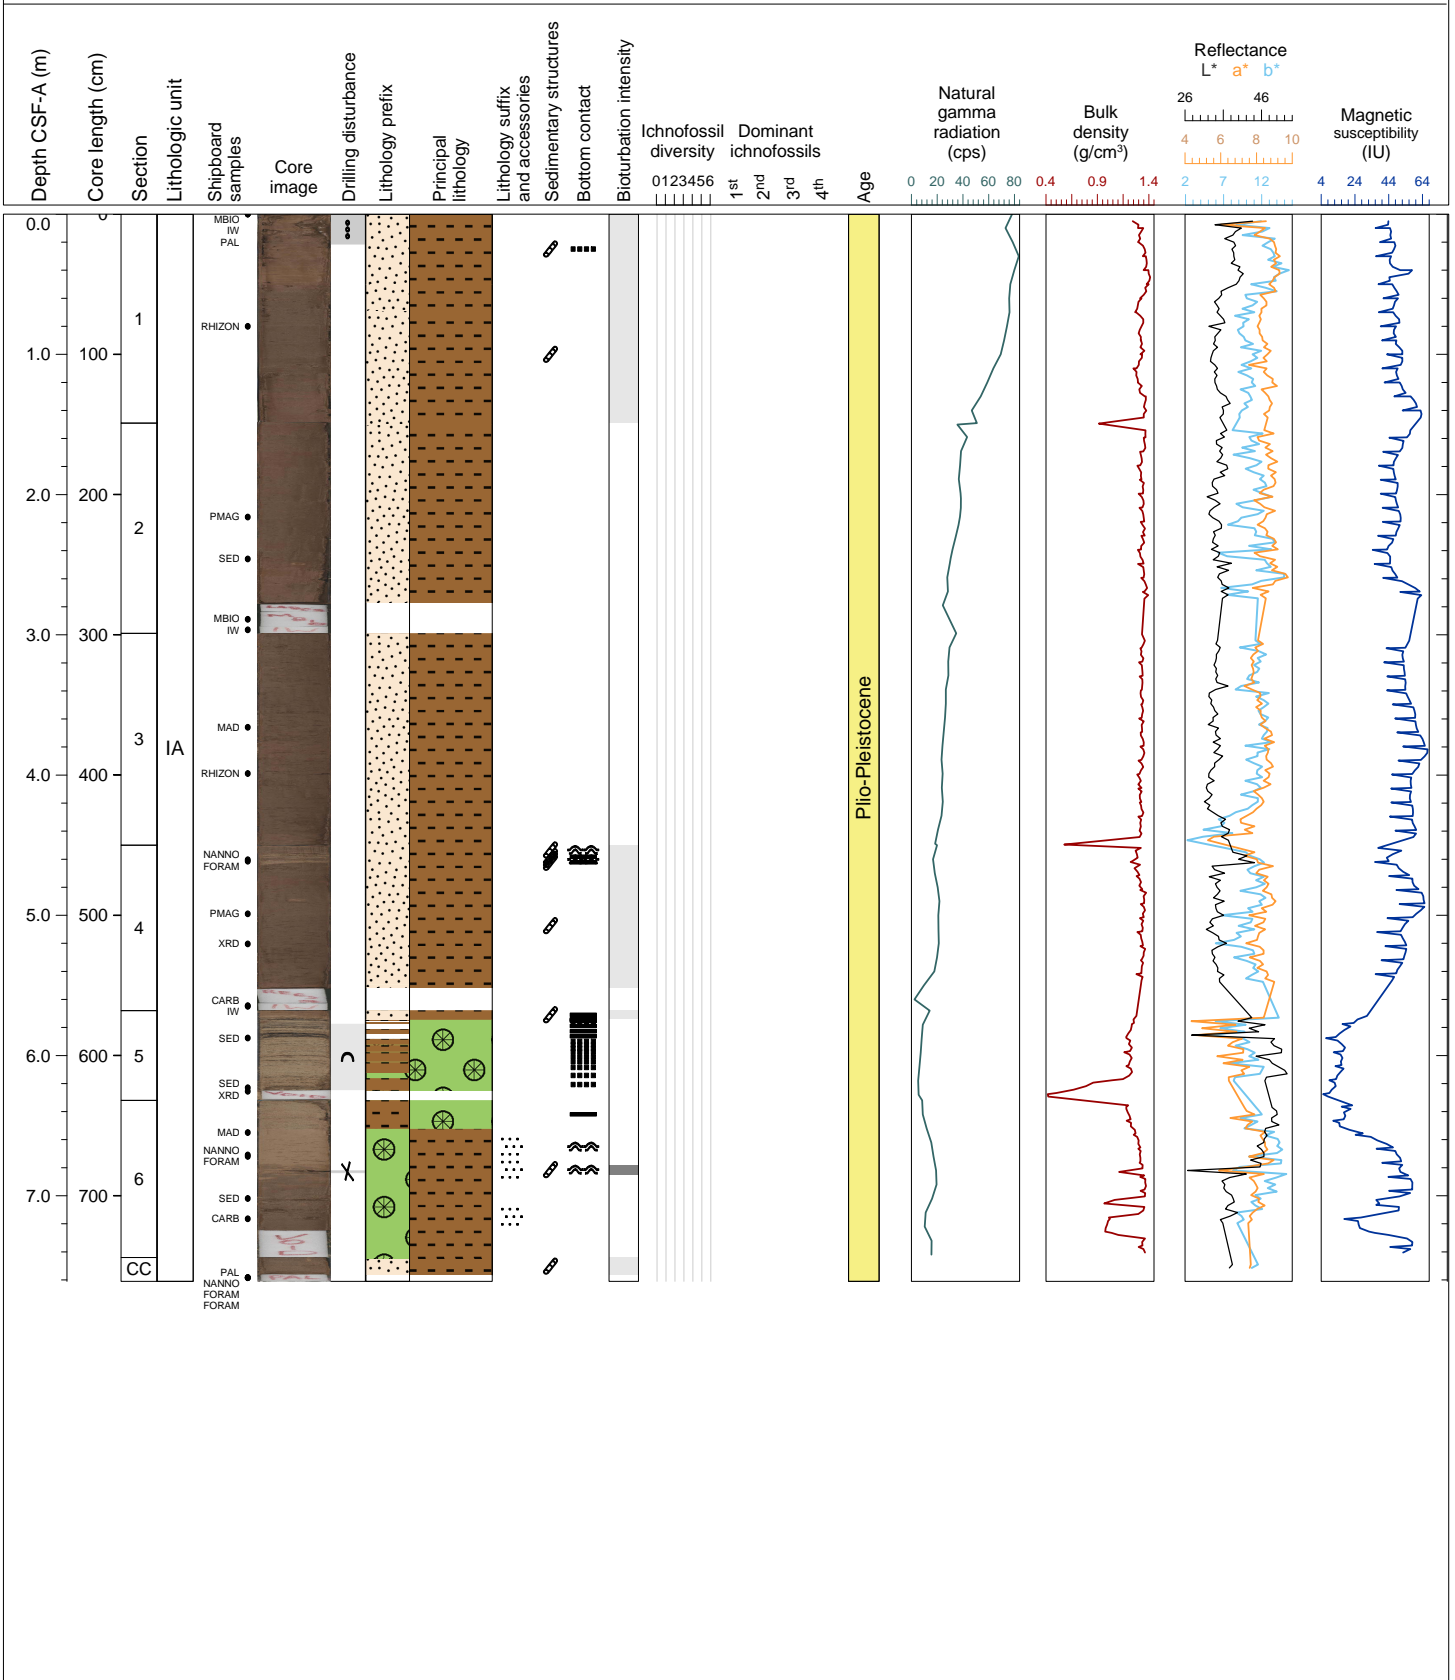 Depth CSF-A (m)
Core length (cm)
Section
Lithologic unit
Shipboard
samples
Core
image
Drilling disturbance
Lithology prefix
Principal
lithology
Lithology suffix
and accessories
Sedimentary structures
Bottom contact
Bioturbation intensity
Ichnofossil
diversity
0123456
Dominant
ichnofossils
1st
2nd
3rd
4th
Age
Natural
gamma
radiation
(cps)
0 20 40 60 80
Bulk
density
(g/cm³)
0.4 0.9 1.4
Reflectance
L* a* b*
26 46
4 6 8 10
2 7 12
Magnetic
susceptibility
(IU)
4 24 44 64
0.0
1.0
2.0
3.0
4.0
5.0
6.0
7.0
0
100
200
300
400
500
600
700
1
2
3
4
5
6
CC
IA
MBIO
IW
PAL
RHIZON
PMAG
SED
MBIO
IW
MAD
RHIZON
NANNO
FORAM
PMAG
XRD
CARB
IW
SED
SED
XRD
MAD
NANNO
FORAM
SED
CARB
PAL
NANNO
FORAM
FORAM
Plio-Pleistocene